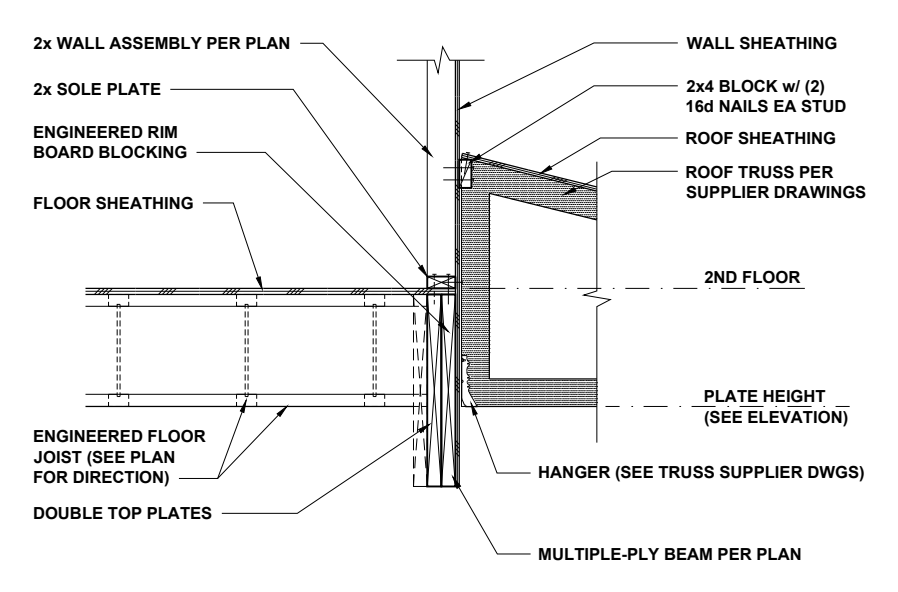 2x WALL ASSEMBLY PER PLAN
2x SOLE PLATE
ENGINEERED RIM
BOARD BLOCKING
FLOOR SHEATHING
ENGINEERED FLOOR
JOIST (SEE PLAN
FOR DIRECTION)
DOUBLE TOP PLATES
WALL SHEATHING
2x4 BLOCK w/ (2)
16d NAILS EA STUD
ROOF SHEATHING
ROOF TRUSS PER
SUPPLIER DRAWINGS
2ND FLOOR
PLATE HEIGHT
(SEE ELEVATION)
HANGER (SEE TRUSS SUPPLIER DWGS)
MULTIPLE-PLY BEAM PER PLAN